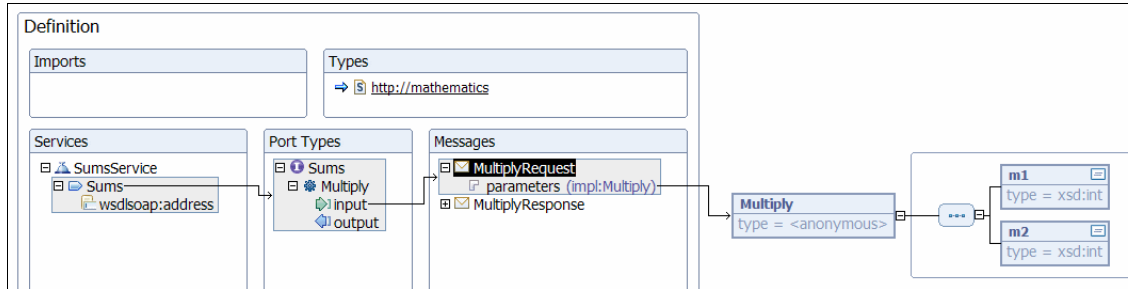 Definition
Imports
Types
http://mathematics
Services
SumsService
Sums
wsdlsoap:address
Port Types
Sums
Multiply
input
output
Messages
MultiplyRequest
parameters (impl:Multiply)
MultiplyResponse
Multiply
type = <anonymous>
m1
type = xsd:int
m2
type = xsd:int